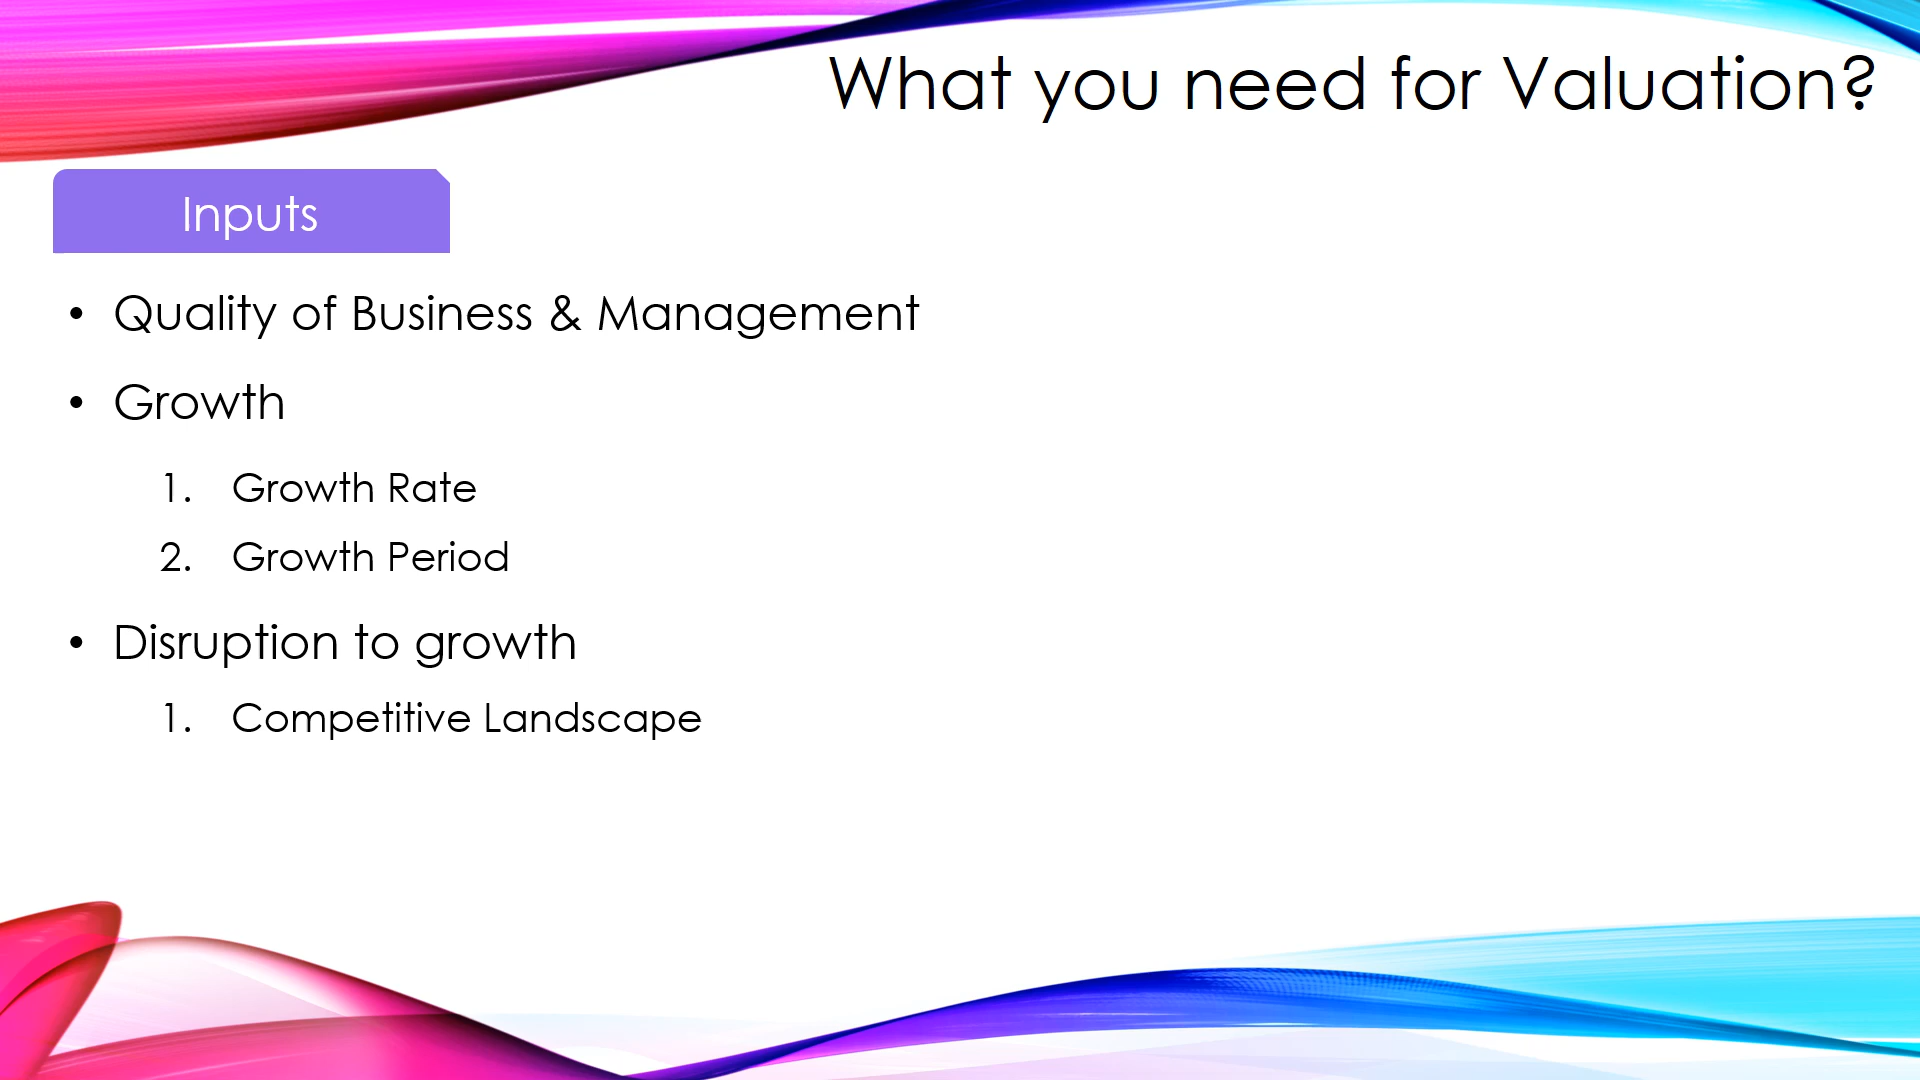 What you need for Valuation?
Inputs
• Quality of Business & Management
• Growth
1. Growth Rate
2. Growth Period
• Disruption to growth
1. Competitive Landscape